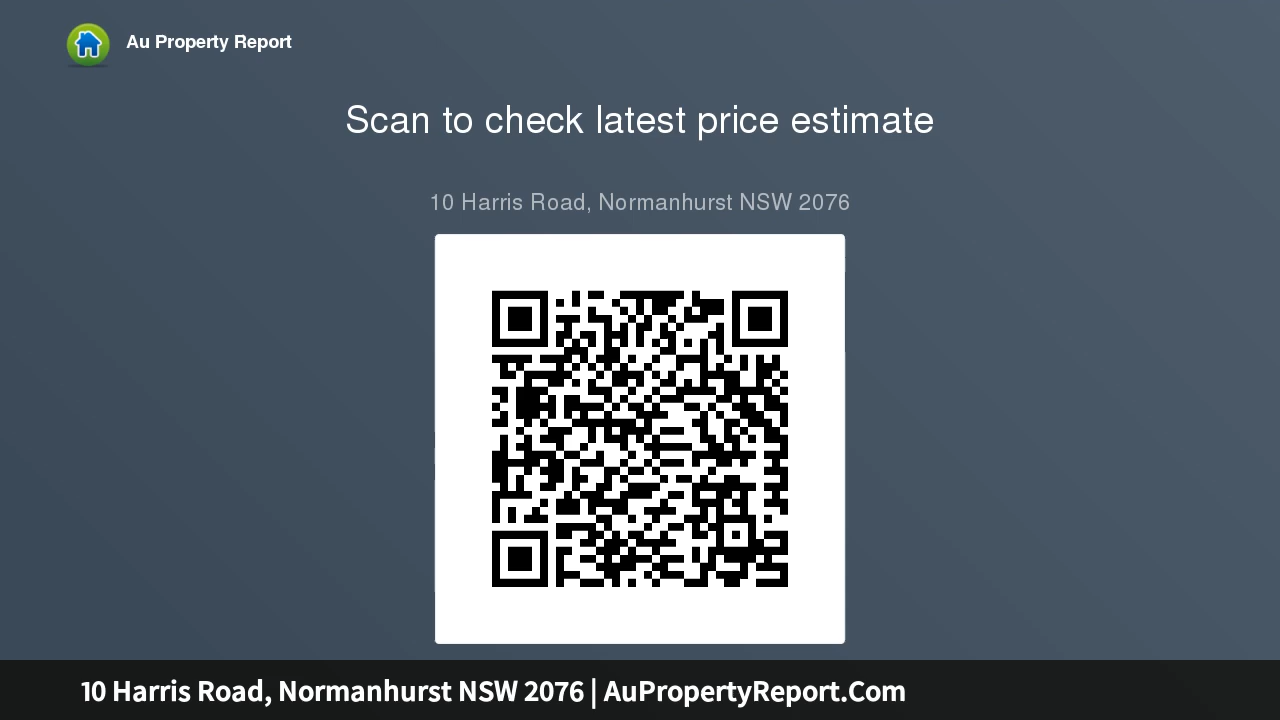 Au Property Report
Scan to check latest price estimate
10 Harris Road, Normanhurst NSW 2076
10 Harris Road, Normanhurst NSW 2076 | AuPropertyReport.Com